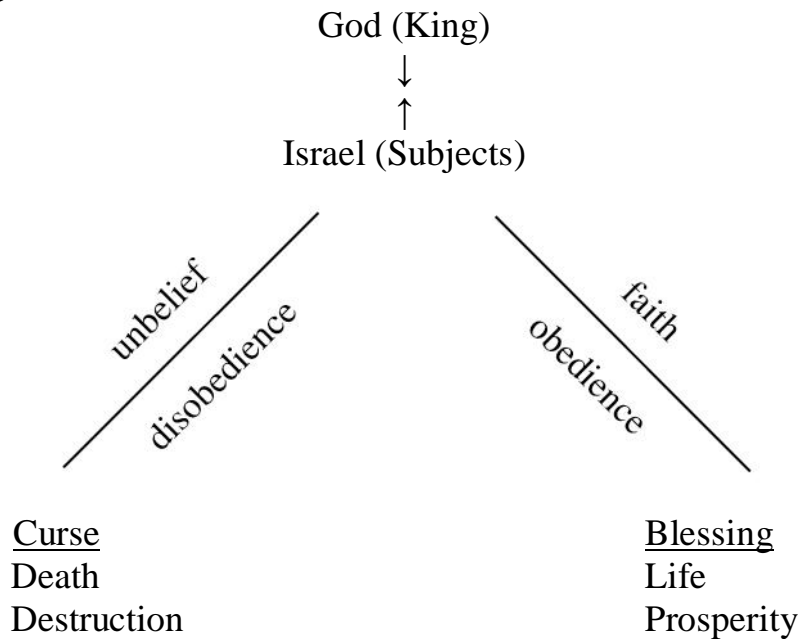 God (King)
↓
↑
Israel (Subjects)
unbelief
disobedience
faith
obedience
Curse
Death
Destruction
Blessing
Life
Prosperity